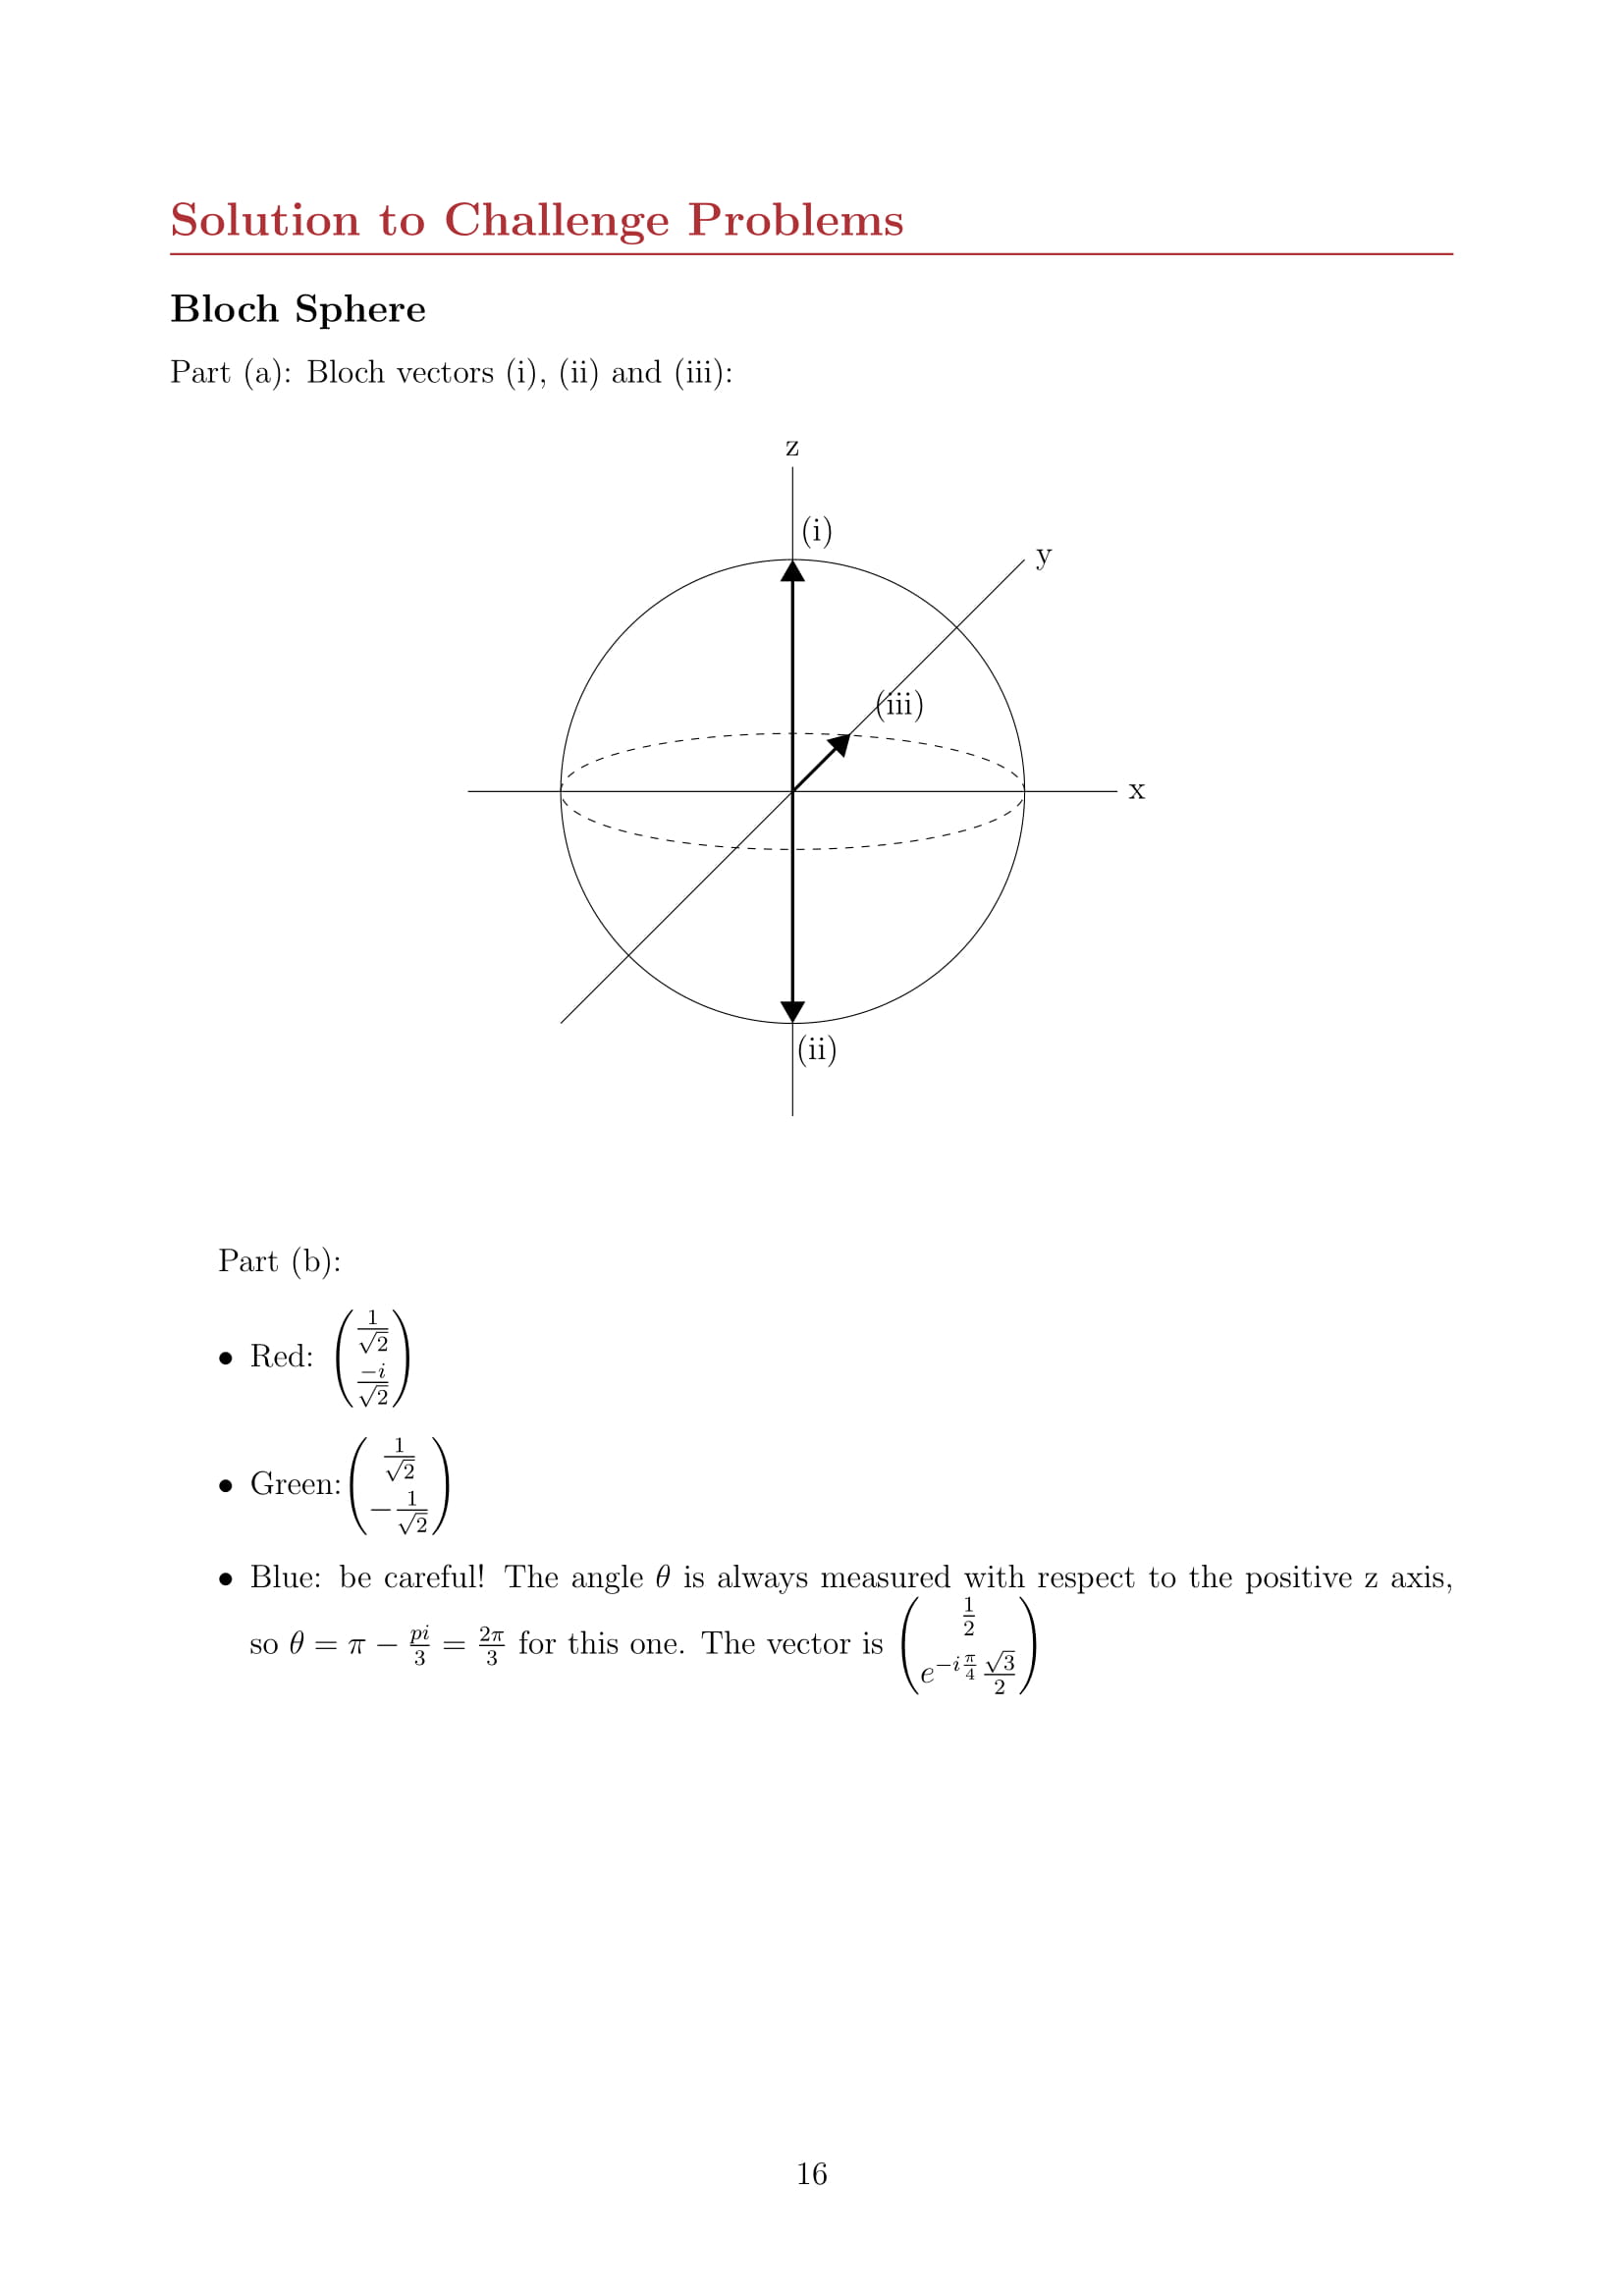 Solution to Challenge Problems
Bloch Sphere
Part (a): Bloch vectors (i), (ii) and (iii):
z
(i)
y
(iii)
x
(ii)
Part (b):
• Red: $\begin{pmatrix} \frac{1}{\sqrt{2}} \\ \frac{-i}{\sqrt{2}} \end{pmatrix}$
• Green: $\begin{pmatrix} \frac{1}{\sqrt{2}} \\ -\frac{1}{\sqrt{2}} \end{pmatrix}$
• Blue: be careful! The angle $\theta$ is always measured with respect to the positive z axis,
so $\theta = \pi - \frac{pi}{3} = \frac{2\pi}{3}$ for this one. The vector is $\begin{pmatrix} \frac{1}{2} \\ e^{-i\frac{\pi}{4}} \frac{\sqrt{3}}{2} \end{pmatrix}$
16